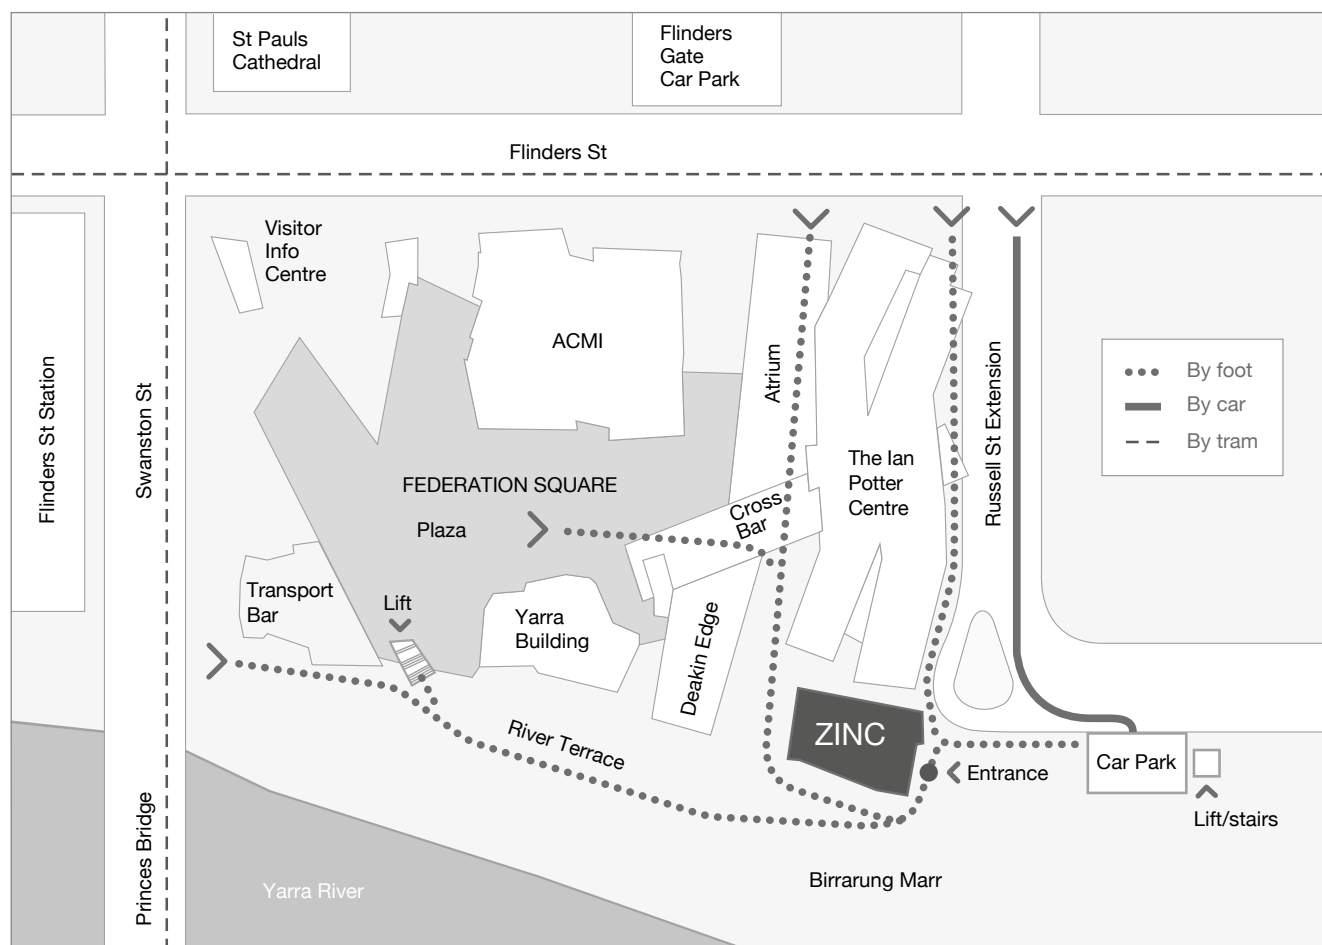 St Pauls
Cathedral
Flinders
Gate
Car Park
Flinders St
Visitor
Info
Centre
ACMI
Atrium
Flinders St Station
Swanston St
Russell St Extension
By foot
By car
By tram
The Ian
Potter
Centre
FEDERATION SQUARE
Plaza
Cross
Bar
Transport
Bar
Lift
Yarra
Building
Deakin Edge
River Terrace
ZINC
Entrance
Car Park
Lift/stairs
Princes Bridge
Yarra River
Birrarung Marr